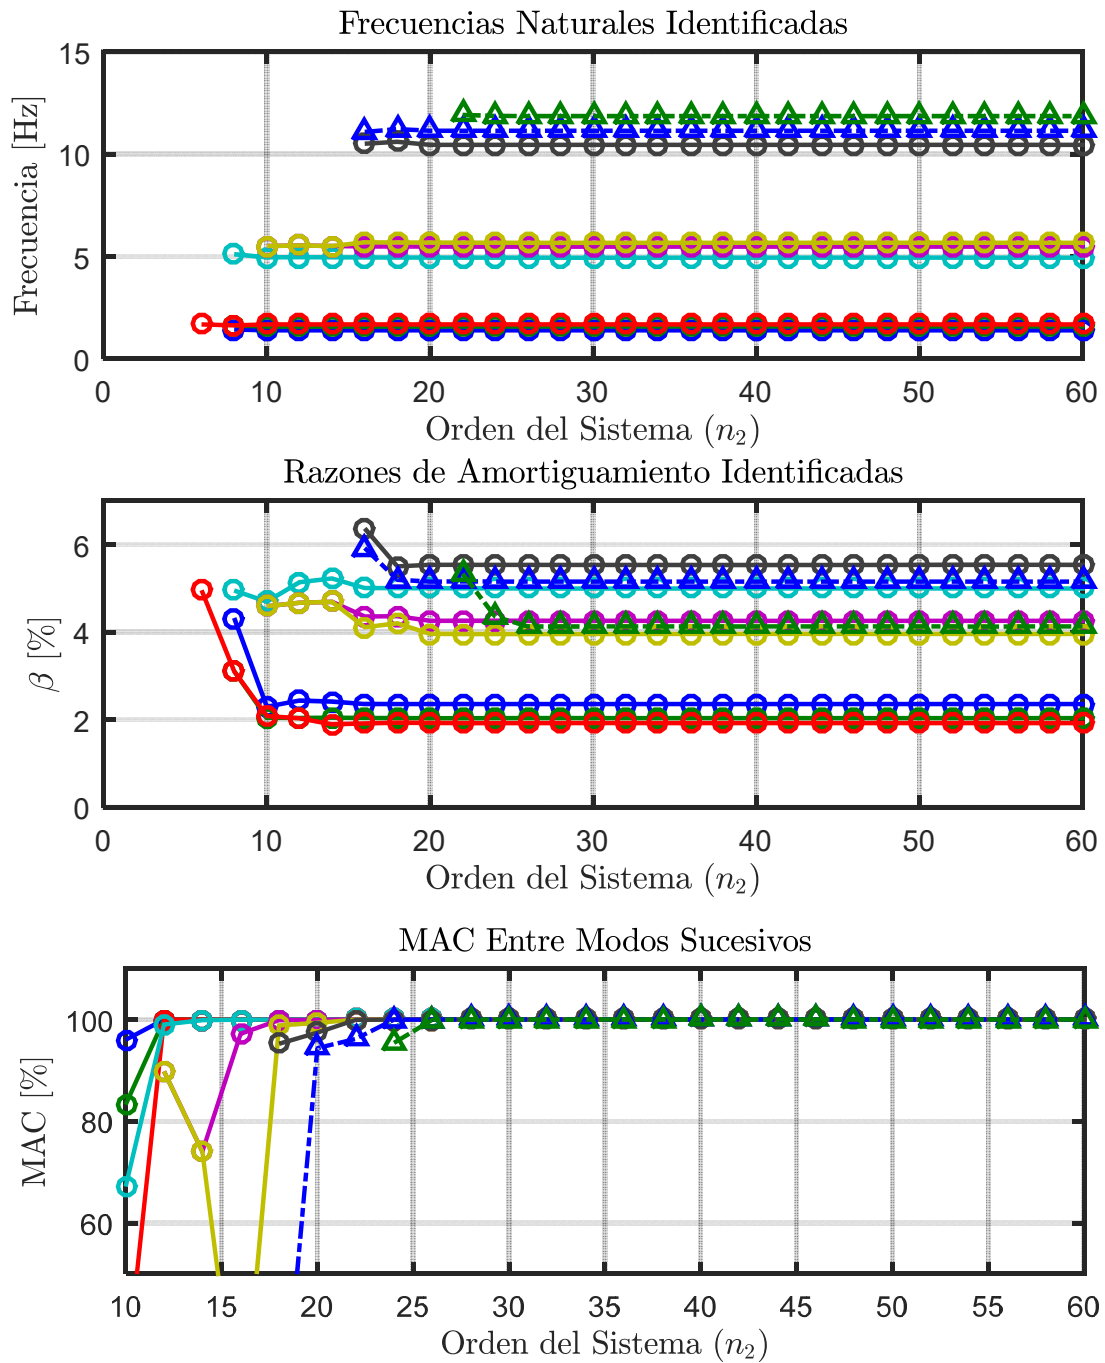 Frecuencias Naturales Identificadas
15
10
5
0
Frecuencia [Hz]
0 10 20 30 40 50 60
Orden del Sistema (n₂)
Razones de Amortiguamiento Identificadas
6
4
2
0
β [%]
0 10 20 30 40 50 60
Orden del Sistema (n₂)
MAC Entre Modos Sucesivos
100
80
60
MAC [%]
10 15 20 25 30 35 40 45 50 55 60
Orden del Sistema (n₂)